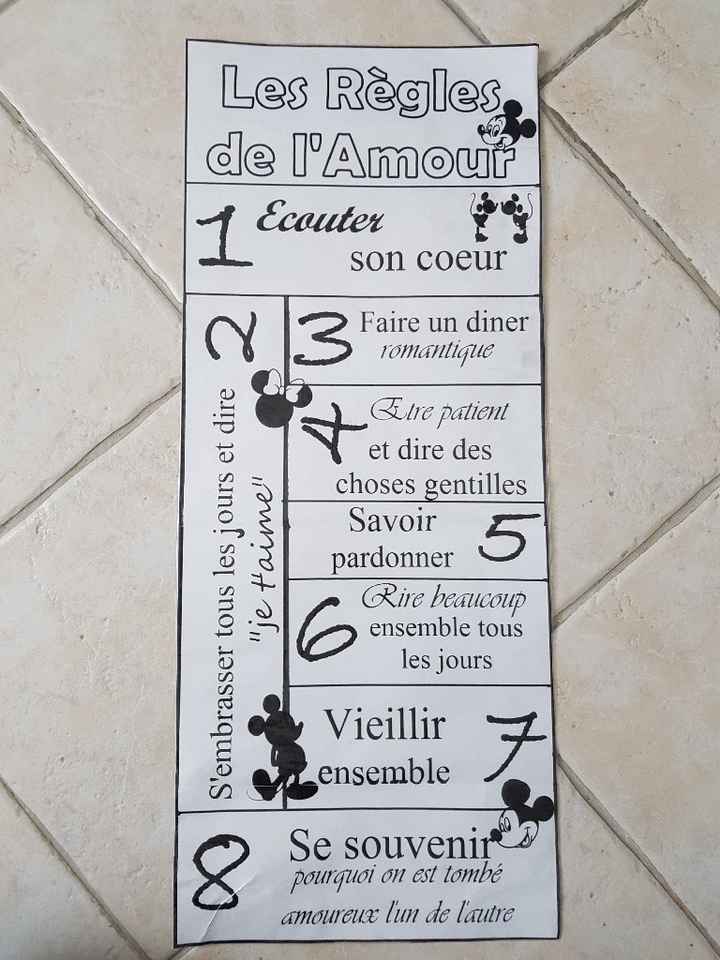 Les Règles
de l'Amour
1 Ecouter
son coeur
2
S'embrasser tous les jours et dire
"je t'aime"
3 Faire un diner
romantique
4 Etre patient
et dire des
choses gentilles
Savoir
pardonner 5
6 Rire beaucoup
ensemble tous
les jours
Vieillir
ensemble 7
8 Se souvenir
pourquoi on est tombé
amoureux l'un de l'autre